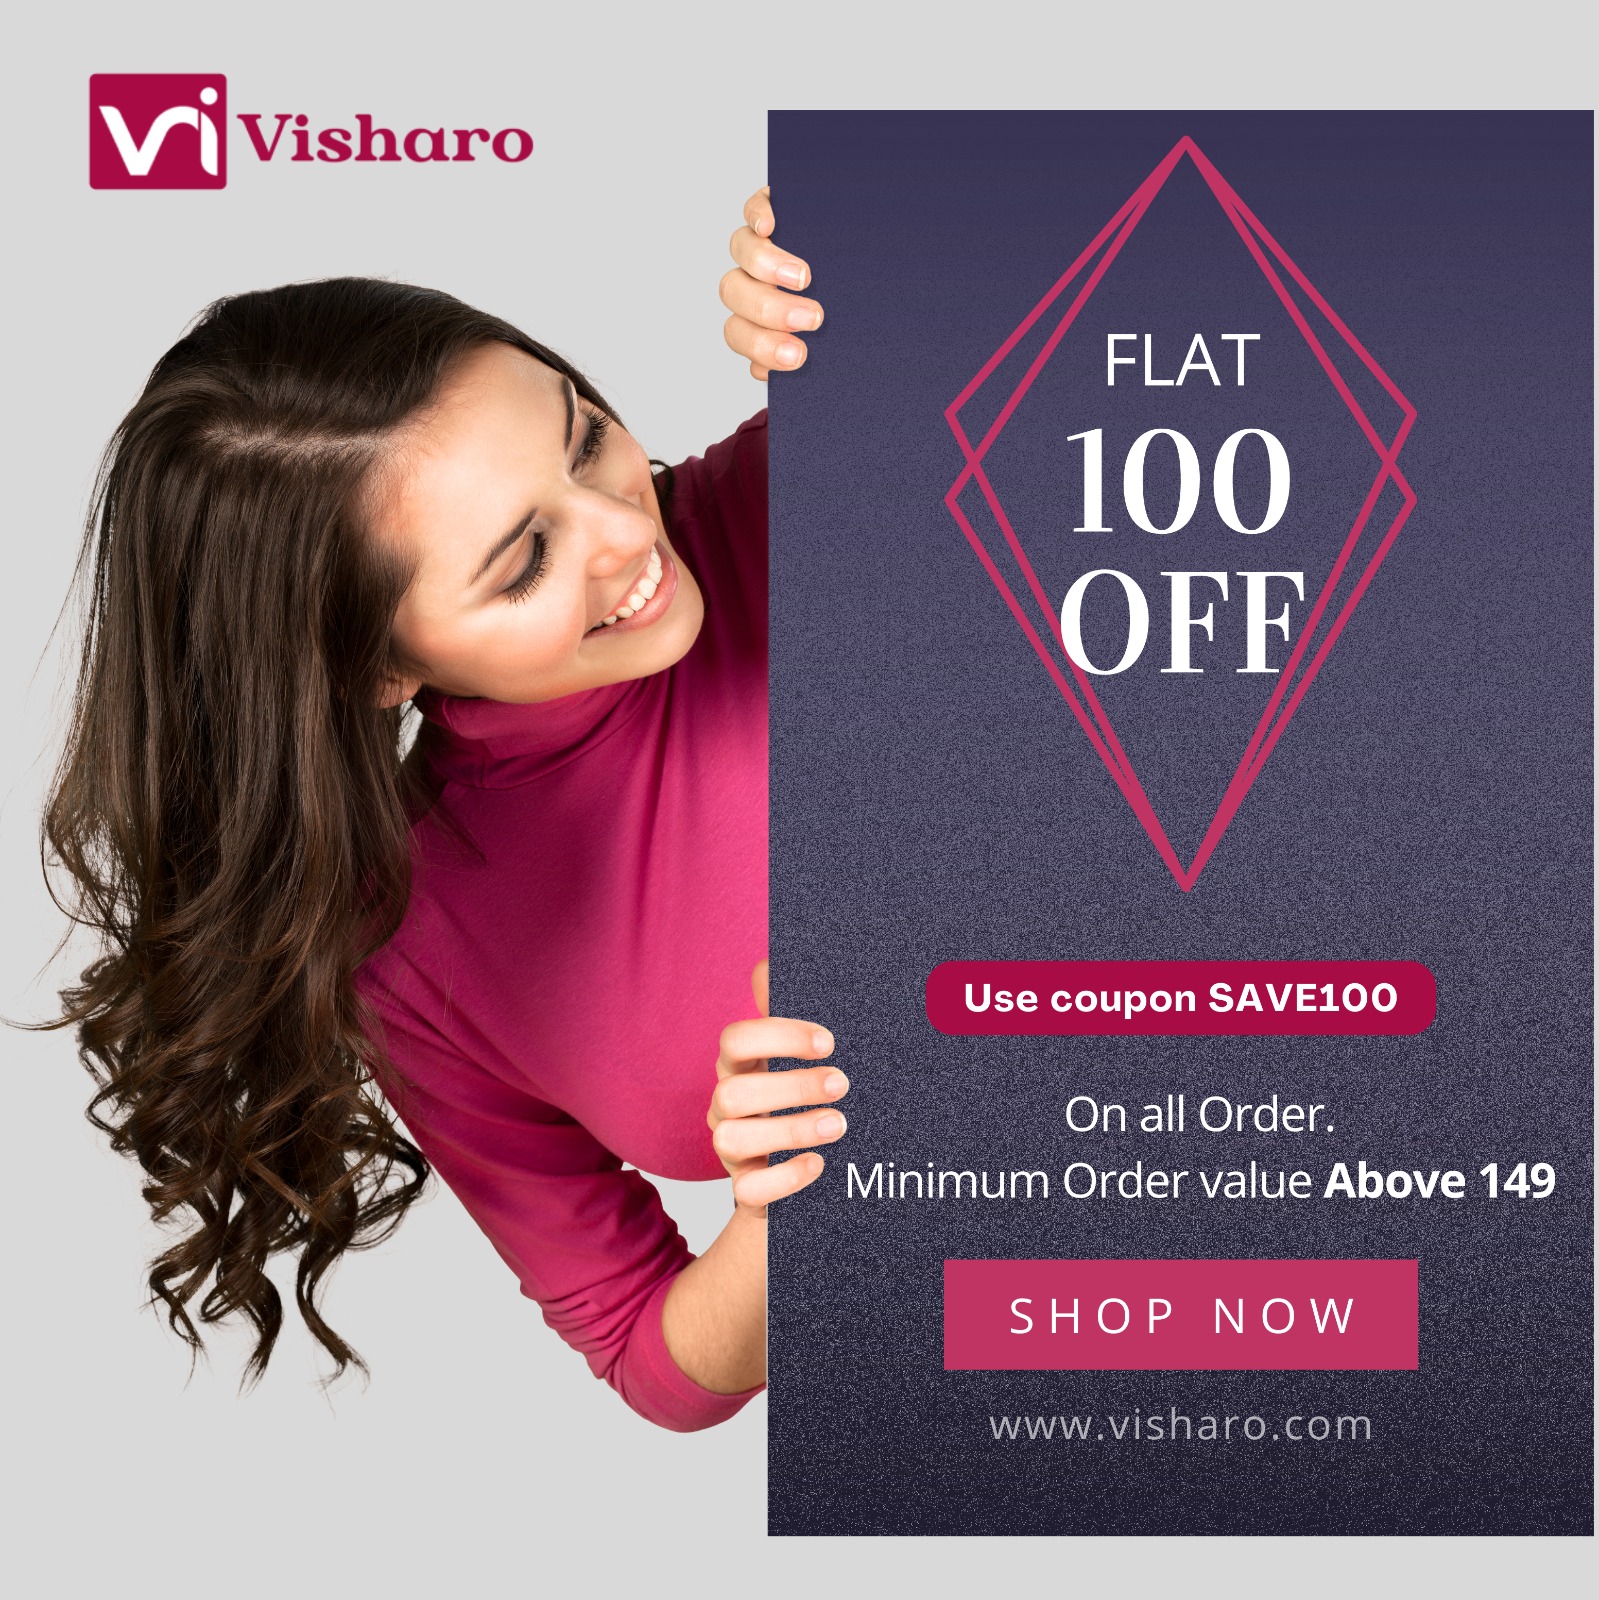 Vi Visharo
FLAT
100
OFF
Use coupon SAVE100
On all Order.
Minimum Order value Above 149
SHOP NOW
www.visharo.com